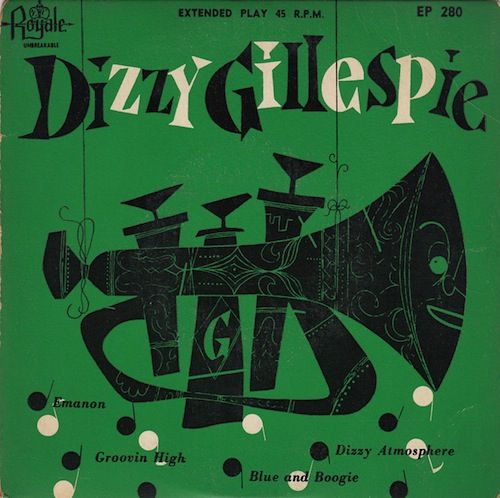 Royale
UNBREAKABLE
EXTENDED PLAY 45 R.P.M.
EP 280
Dizzy Gillespie
G
Emanon
Groovin High
Dizzy Atmosphere
Blue and Boogie